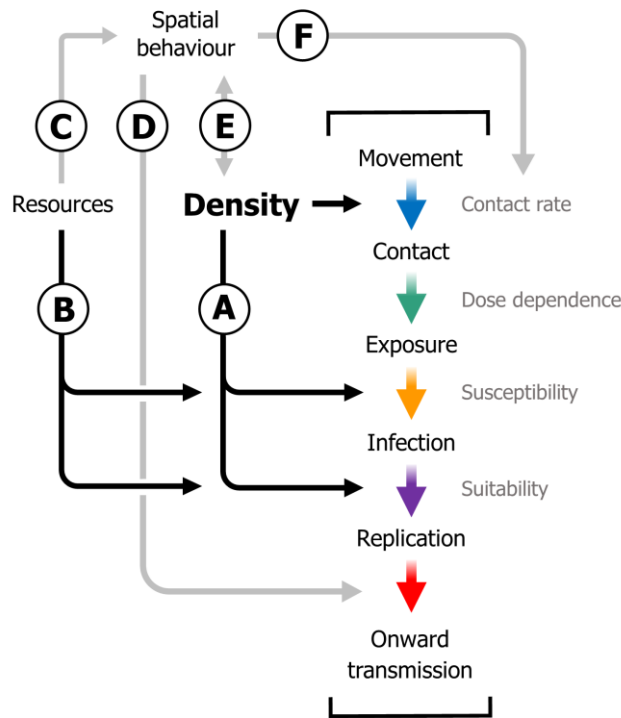 Spatial
behaviour
F
C
D
E
Movement
Resources
Density
Contact rate
Contact
B
A
Dose dependence
Exposure
Susceptibility
Infection
Suitability
Replication
Onward
transmission